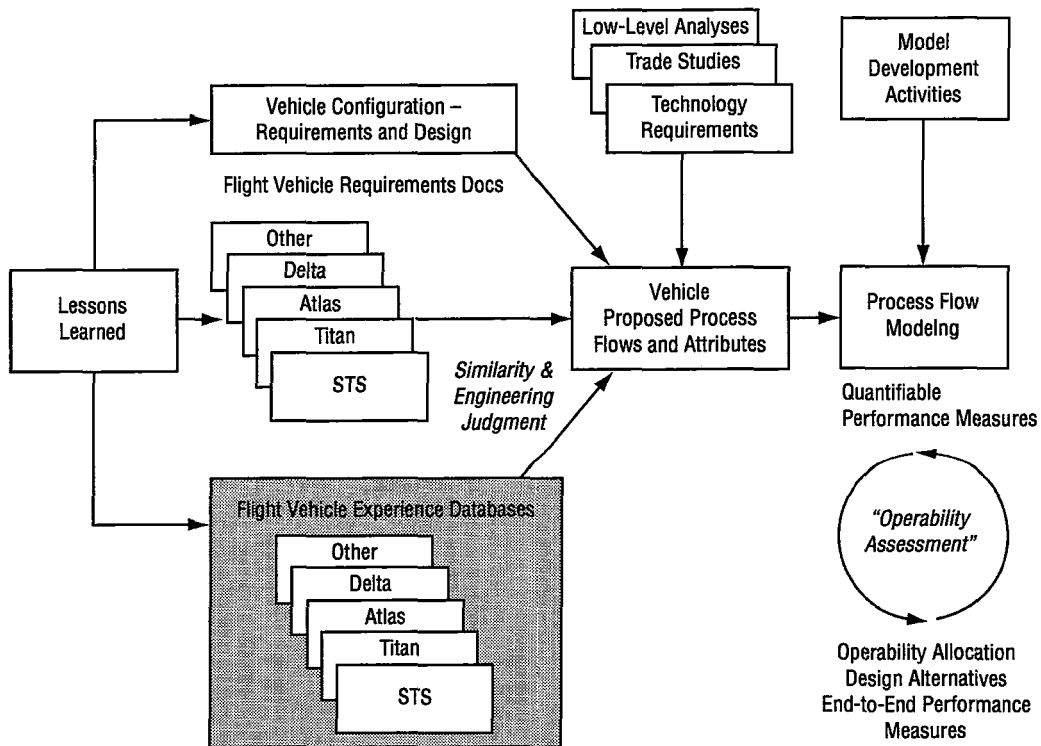 Low-Level Analyses
Trade Studies
Technology
Requirements
Model
Development
Activities
Vehicle Configuration –
Requirements and Design
Flight Vehicle Requirements Docs
Other
Delta
Atlas
Titan
STS
Lessons
Learned
Similarity &
Engineering
Judgment
Vehicle
Proposed Process
Flows and Attributes
Process Flow
Modelng
Quantifiable
Performance Measures
"Operability
Assessment"
Operability Allocation
Design Alternatives
End-to-End Performance
Measures
Flight Vehicle Experience Databases
Other
Delta
Atlas
Titan
STS